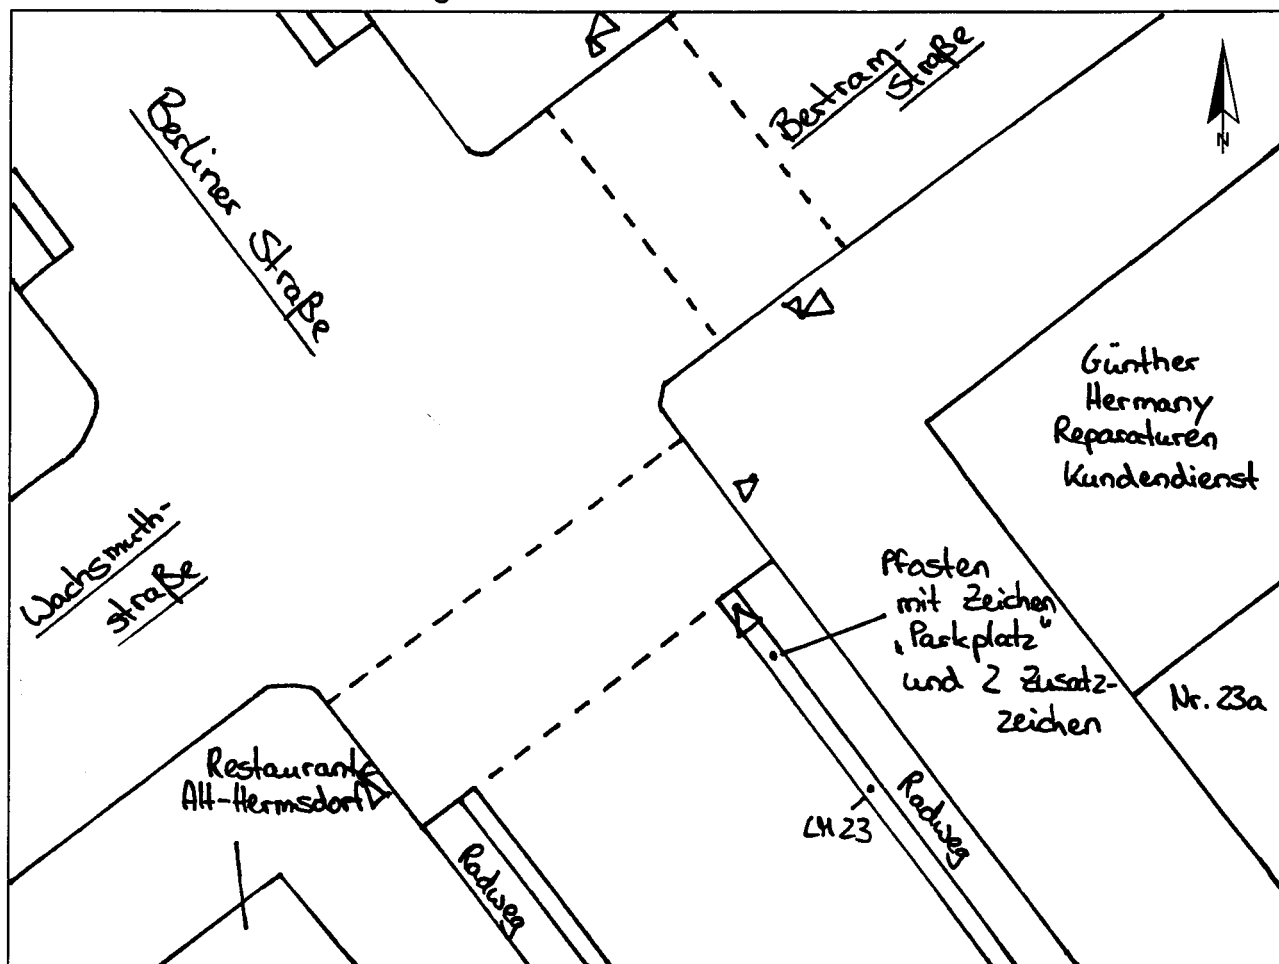 Bertram-
Straße
Berliner Straße
N
Günther
Hermany
Reparaturen
Kundendienst
Wachsmuth-
straße
Pfosten
mit Zeichen
„Parkplatz"
und 2 Zusatz-
zeichen
Nr. 23a
Restaurant
Alt-Hermsdorf
LM 23
Radweg
Radweg